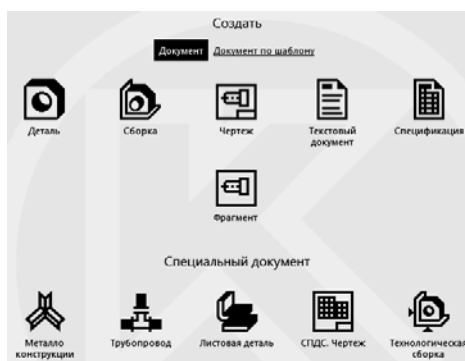 Создать
Документ Документ по шаблону
Деталь Сборка Чертеж Текстовый документ Спецификация
Фрагмент
Специальный документ
Металло конструкции Трубопровод Листовая деталь СПДС. Чертеж Технологическая сборка